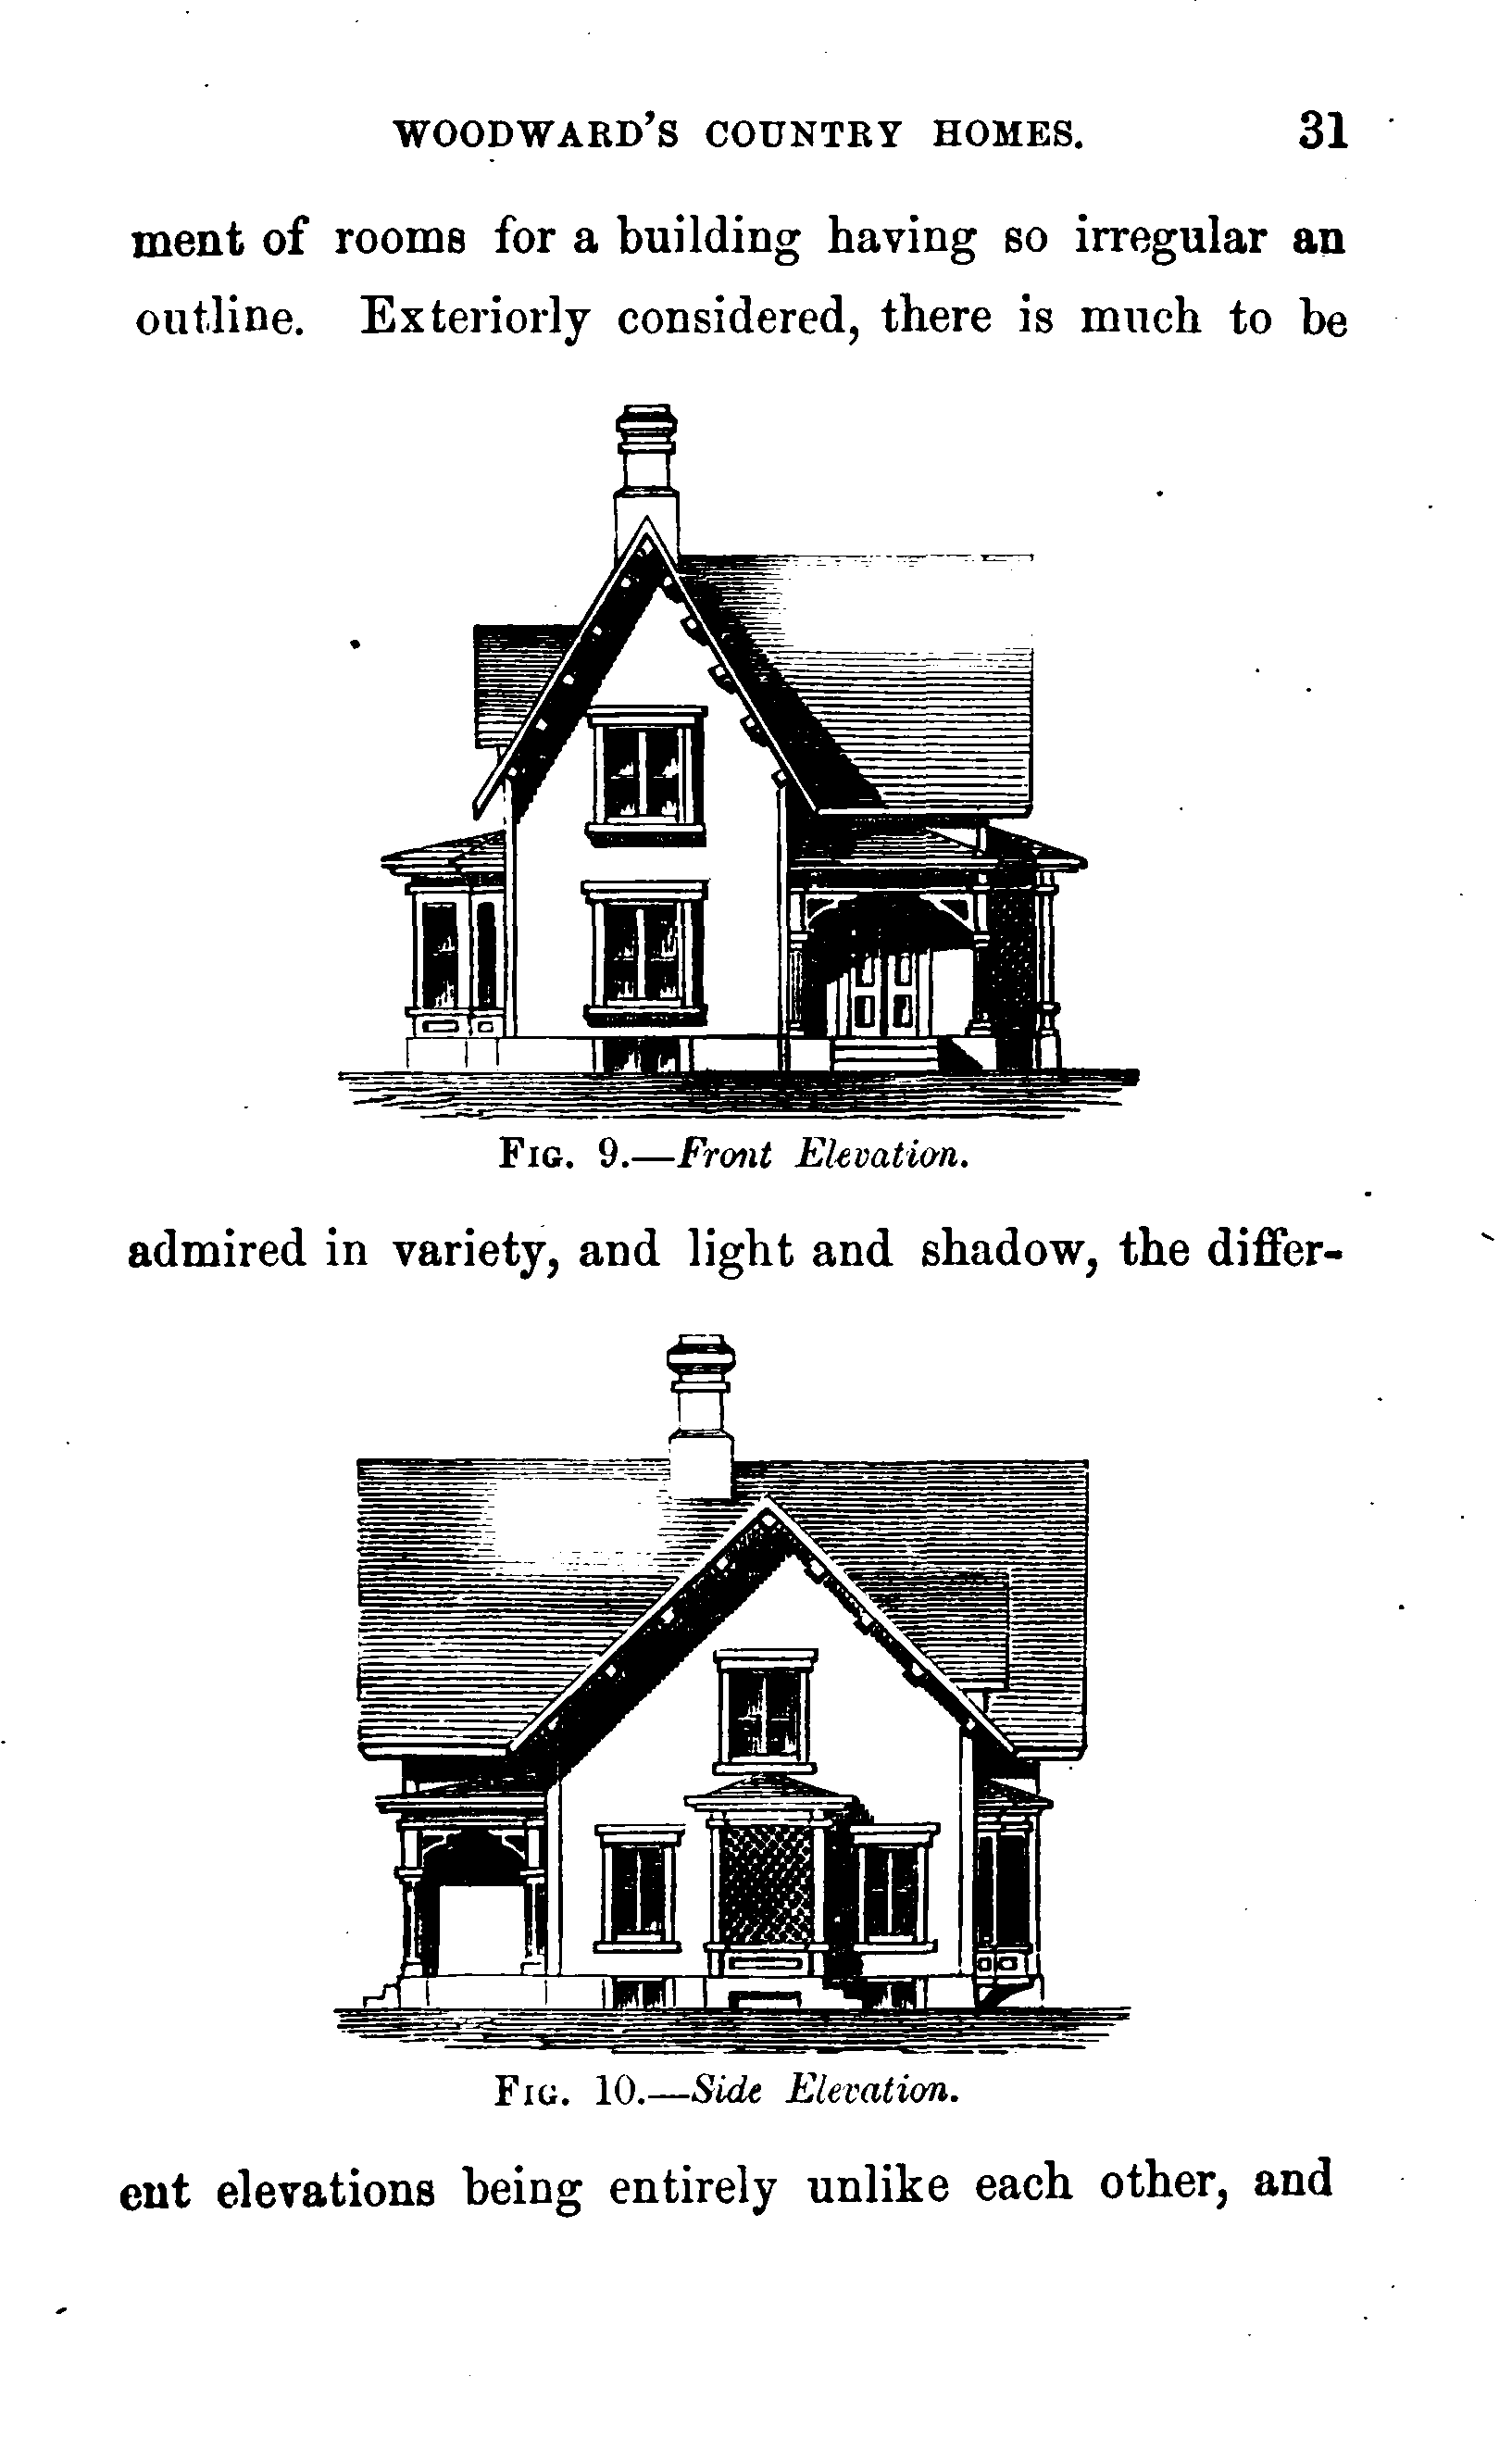 WOODWARD'S COUNTRY HOMES. 31
ment of rooms for a building having so irregular an
outline. Exteriorly considered, there is much to be
FIG. 9.—Front Elevation.
admired in variety, and light and shadow, the differ-
FIG. 10.—Side Elevation.
ent elevations being entirely unlike each other, and